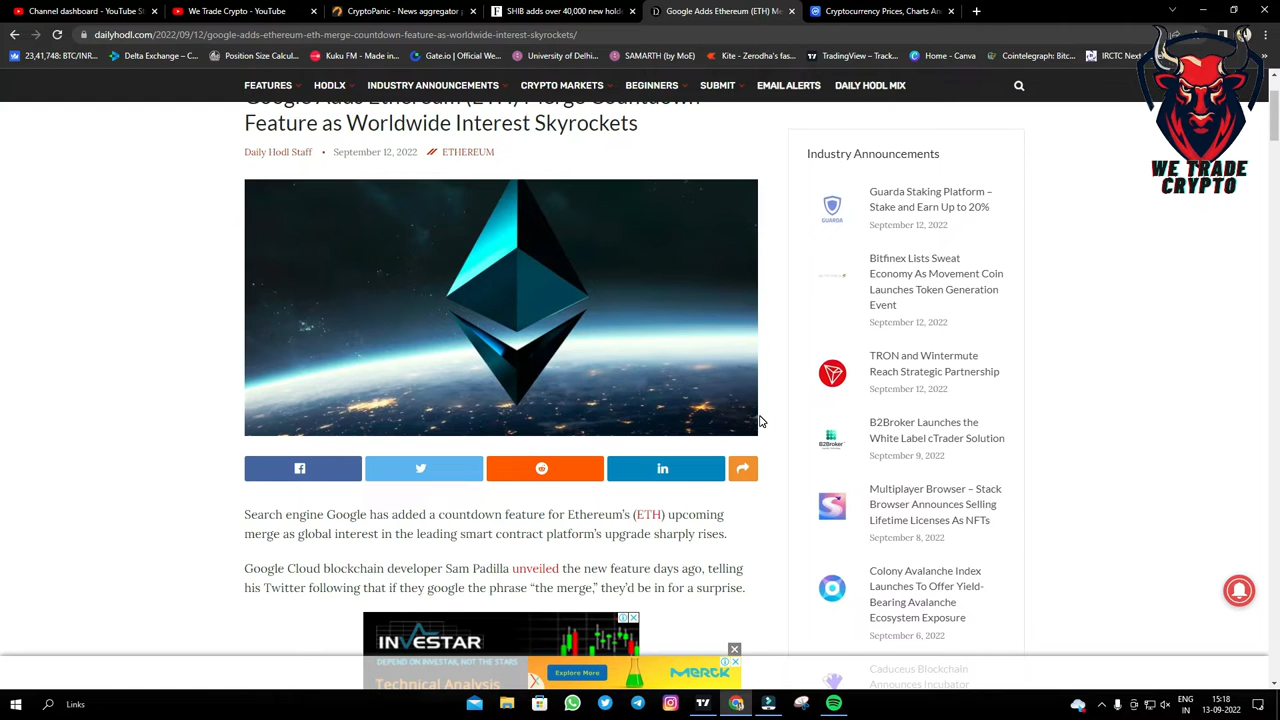 Dashboard - YouTube St
We Trade Crypto - YouTube
CryptoPanic - News aggregator
SHIB adds over 40,000 new holde
Google Adds Ethereum (ETH) Me
Cryptocurrency Prices, Charts An
dailyhodl.com/2022/09/12/google-adds-ethereum-eth-merge-countdown-feature-as-worldwide-interest-skyrockets/
23,41,748: BTC/INR...
Delta Exchange – C...
Kuku FM - Make, ...
Gate.io | Website
University of Delhi...
SAMARTH (by MoE)
Kite - Zerodha's fas...
TradingView – Track...
Home - Canva
Cointelegraph: Bitc...
IRCTC Next
FEATURES HODLX INDUSTRY ANNOUNCEMENTS CRYPTO MARKETS BEGINNERS SUBMIT EMAIL ALERTS DAILY HODL MIX
WE TRADE
CRYPTO
Google Adds Ethereum (ETH) Merge Countdown
Feature as Worldwide Interest Skyrockets
Daily Hodl Staff • September 12, 2022 // ETHEREUM
Search engine Google has added a countdown feature for Ethereum's (ETH) upcoming
merge as global interest in the leading smart contract platform's upgrade sharply rises.
Google Cloud blockchain developer Sam Padilla unveiled the new feature days ago, telling
his Twitter following that if they google the phrase “the merge,” they'd be in for a surprise.
INVESTAR
DEPEND ON INVESTAR, NOT THE STARS
Technical Analysis
Explore More
MERCK
Industry Announcements
GUARDA
Guarda Staking Platform –
Stake and Earn Up to 20%
September 12, 2022
Bitfinex Lists Sweat
Economy As Movement Coin
Launches Token Generation
Event
September 12, 2022
TRON and Wintermute
Reach Strategic Partnership
September 12, 2022
B2Broker
B2Broker Launches the
White Label cTrader Solution
September 9, 2022
Multiplayer Browser – Stack
Browser Announces Selling
Lifetime Licenses As NFTs
September 8, 2022
Colony Avalanche Index
Launches To Offer Yield-
Bearing Avalanche
Ecosystem Exposure
September 6, 2022
Caduceus Blockchain
Announces Incubator
Links
ENG
IN
15:18
13-09-2022